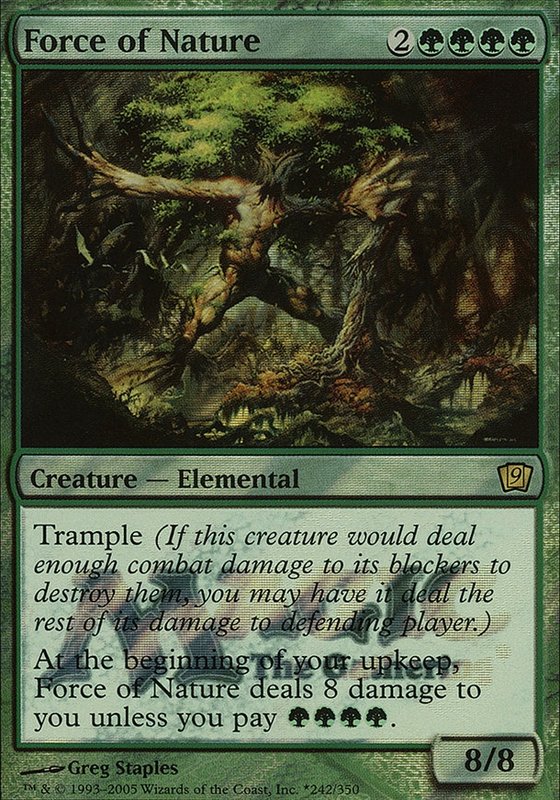 Force of Nature 2
Creature — Elemental 9
Trample (If this creature would deal
enough combat damage to its blockers to
destroy them, you may have it deal the
rest of its damage to defending player.)
At the beginning of your upkeep,
Force of Nature deals 8 damage to
you unless you pay .
8/8
Greg Staples
™ & © 1993–2005 Wizards of the Coast, Inc. *242/350